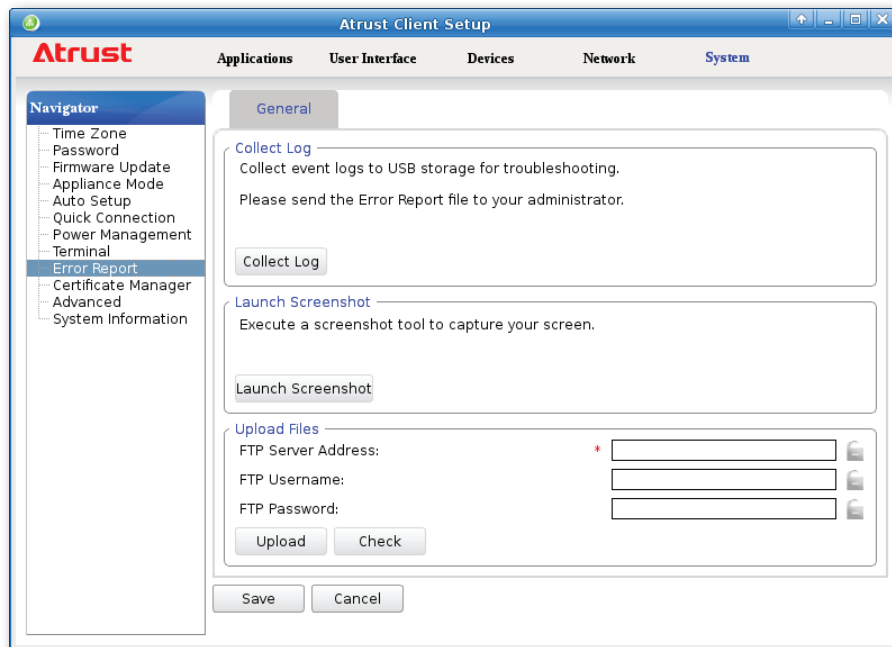 Atrust Client Setup
Atrust
Applications User Interface Devices Network System
Navigator
Time Zone
Password
Firmware Update
Appliance Mode
Auto Setup
Quick Connection
Power Management
Terminal
Error Report
Certificate Manager
Advanced
System Information
General
Collect Log
Collect event logs to USB storage for troubleshooting.
Please send the Error Report file to your administrator.
Collect Log
Launch Screenshot
Execute a screenshot tool to capture your screen.
Launch Screenshot
Upload Files
FTP Server Address: *
FTP Username:
FTP Password:
Upload Check
Save Cancel